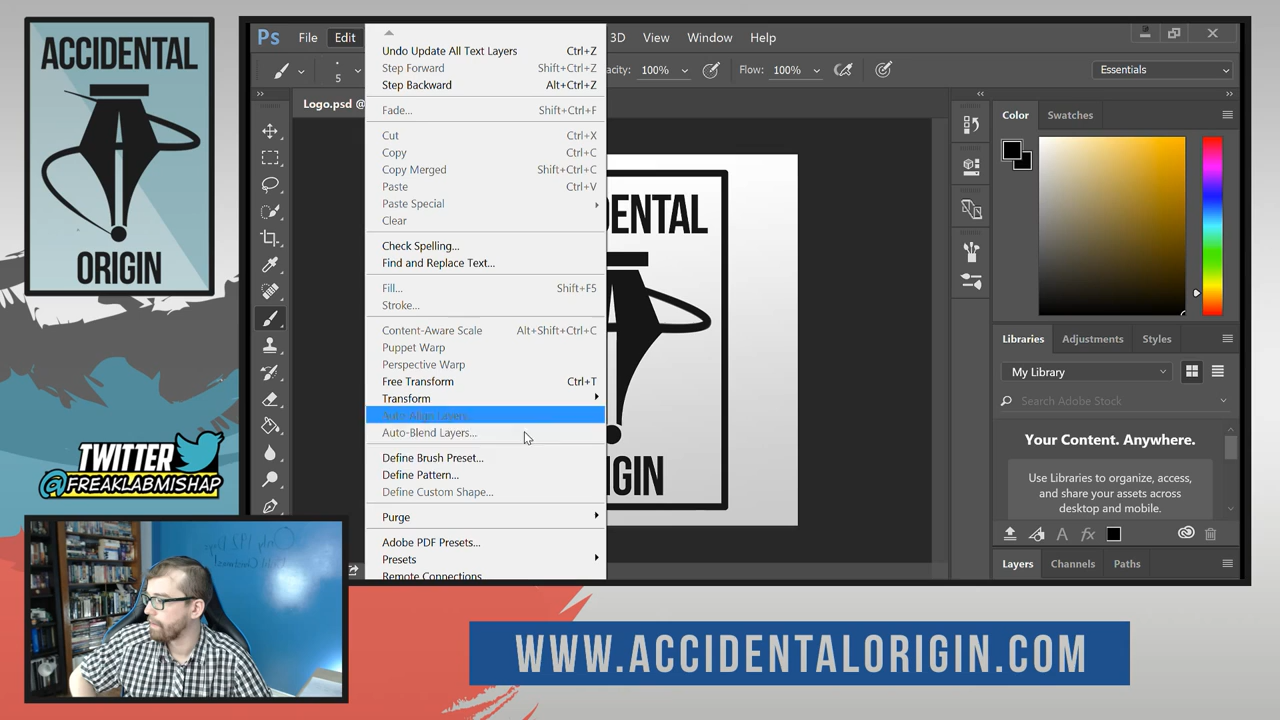 ACCIDENTAL
ORIGIN
TWITTER
@FREAKLABMISHAP
Ps File Edit 3D View Window Help
5
acity: 100% Flow: 100% Essentials
Logo.psd @
Undo Update All Text Layers Ctrl+Z
Step Forward Shift+Ctrl+Z
Step Backward Alt+Ctrl+Z
Fade... Shift+Ctrl+F
Cut Ctrl+X
Copy Ctrl+C
Copy Merged Shift+Ctrl+C
Paste Ctrl+V
Paste Special
Clear
Check Spelling...
Find and Replace Text...
Fill... Shift+F5
Stroke...
Content-Aware Scale Alt+Shift+Ctrl+C
Puppet Warp
Perspective Warp
Free Transform Ctrl+T
Transform
Auto-Align Layers...
Auto-Blend Layers...
Define Brush Preset...
Define Pattern...
Define Custom Shape...
Purge
Adobe PDF Presets...
Presets
Remote Connections
DENTAL
IGIN
Color Swatches
Libraries Adjustments Styles
My Library
Search Adobe Stock
Your Content. Anywhere.
Use Libraries to organize, access,
and share your assets across
desktop and mobile.
A fx
Layers Channels Paths
WWW.ACCIDENTALORIGIN.COM